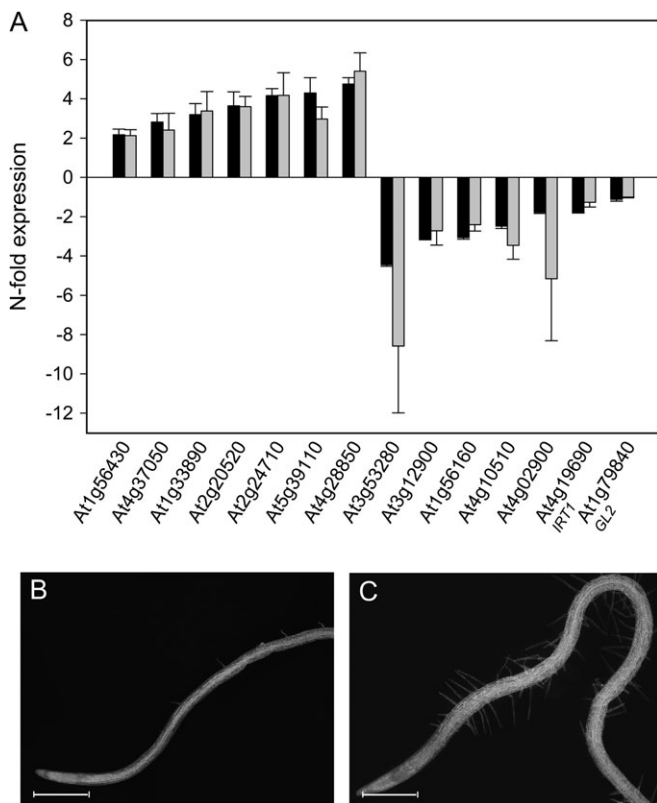 A
N-fold expression
8
6
4
2
0
-2
-4
-6
-8
-10
-12
At1g56430
At4g37050
At1g33890
At2g20520
At2g24710
At5g39110
At4g28850
At3g53280
At3g12900
At1g56160
At4g10510
At4g02900
At4g19690
IRT1
At1g79840
GL2
B
C